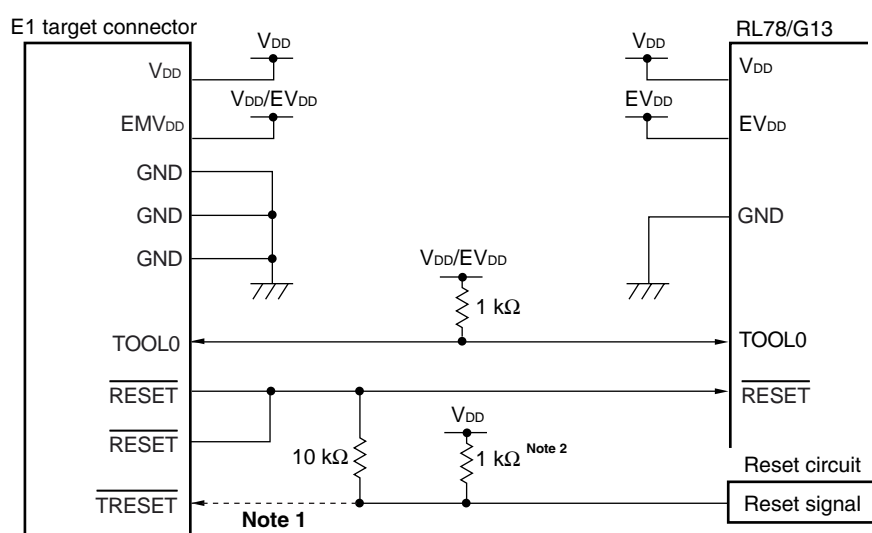 E1 target connector
VDD
VDD
VDD/EVDD
EMVDD
GND
GND
GND
VDD/EVDD
1 kΩ
TOOL0
RESET
RESET
10 kΩ
VDD
1 kΩ Note 2
TRESET
Note 1
RL78/G13
VDD
VDD
EVDD
EVDD
GND
TOOL0
RESET
Reset circuit
Reset signal